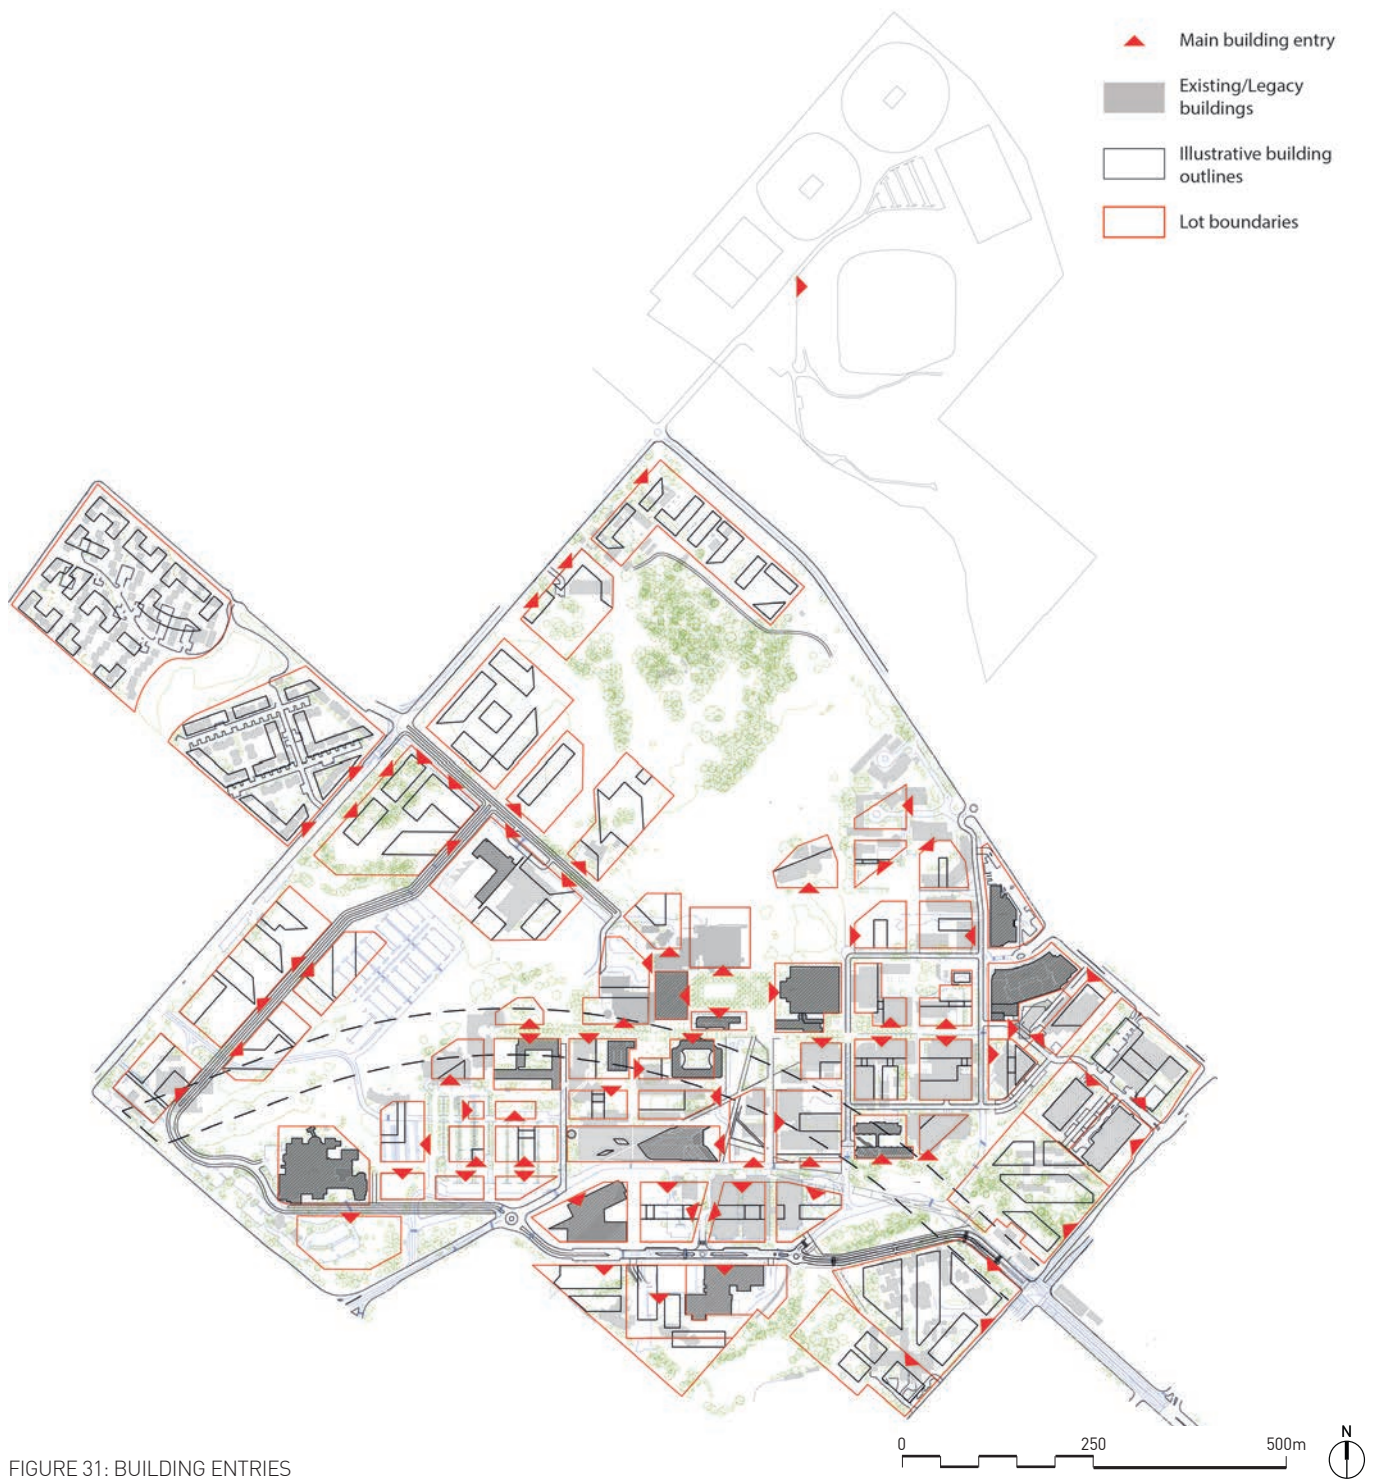 Main building entry
Existing/Legacy
buildings
Illustrative building
outlines
Lot boundaries
0 250 500m
N
FIGURE 31: BUILDING ENTRIES